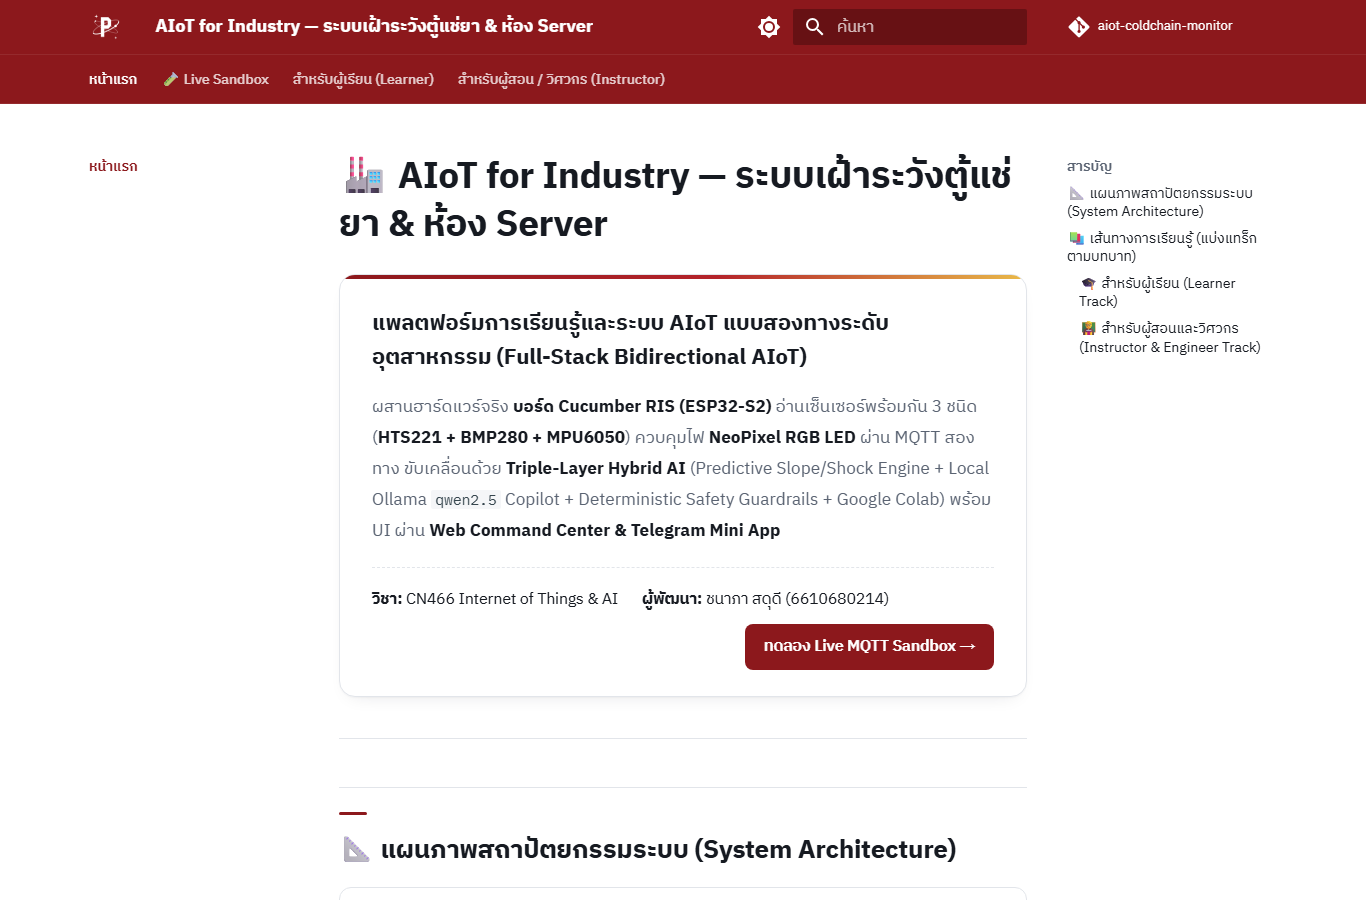 P
AIoT for Industry — ระบบเฝ้าระวังตู้แช่ยา & ห้อง Server
ค้นหา
aiot-coldchain-monitor
หน้าแรก
Live Sandbox
สำหรับผู้เรียน (Learner)
สำหรับผู้สอน / วิศวกร (Instructor)
หน้าแรก
AIoT for Industry — ระบบเฝ้าระวังตู้แช่
ยา & ห้อง Server
แพลตฟอร์มการเรียนรู้และระบบ AIoT แบบสองทางระดับ
อุตสาหกรรม (Full-Stack Bidirectional AIoT)
ผสานฮาร์ดแวร์จริง บอร์ด Cucumber RIS (ESP32-S2) อ่านเซ็นเซอร์พร้อมกัน 3 ชนิด
(HTS221 + BMP280 + MPU6050) ควบคุมไฟ NeoPixel RGB LED ผ่าน MQTT สอง
ทาง ขับเคลื่อนด้วย Triple-Layer Hybrid AI (Predictive Slope/Shock Engine + Local
Ollama qwen2.5 Copilot + Deterministic Safety Guardrails + Google Colab) พร้อม
UI ผ่าน Web Command Center & Telegram Mini App
วิชา: CN466 Internet of Things & AI
ผู้พัฒนา: ชนาภา สดุดี (6610680214)
ทดลอง Live MQTT Sandbox →
แผนภาพสถาปัตยกรรมระบบ (System Architecture)
สารบัญ
แผนภาพสถาปัตยกรรมระบบ
(System Architecture)
เส้นทางการเรียนรู้ (แบ่งแทร็ก
ตามบทบาท)
สำหรับผู้เรียน (Learner
Track)
สำหรับผู้สอนและวิศวกร
(Instructor & Engineer Track)